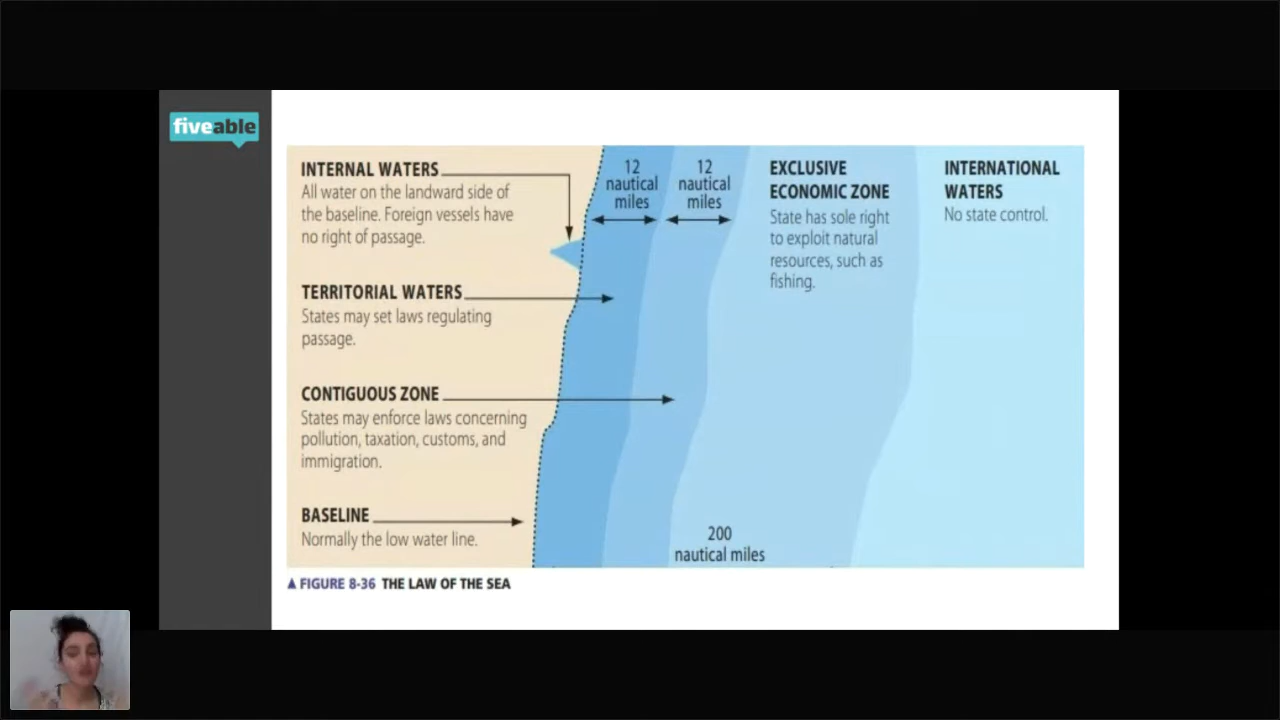 fiveable
INTERNAL WATERS
All water on the landward side of
the baseline. Foreign vessels have
no right of passage.
TERRITORIAL WATERS
States may set laws regulating
passage.
CONTIGUOUS ZONE
States may enforce laws concerning
pollution, taxation, customs, and
immigration.
BASELINE
Normally the low water line.
12
nautical
miles
12
nautical
miles
EXCLUSIVE
ECONOMIC ZONE
State has sole right
to exploit natural
resources, such as
fishing.
INTERNATIONAL
WATERS
No state control.
200
nautical miles
▲ FIGURE 8-36 THE LAW OF THE SEA